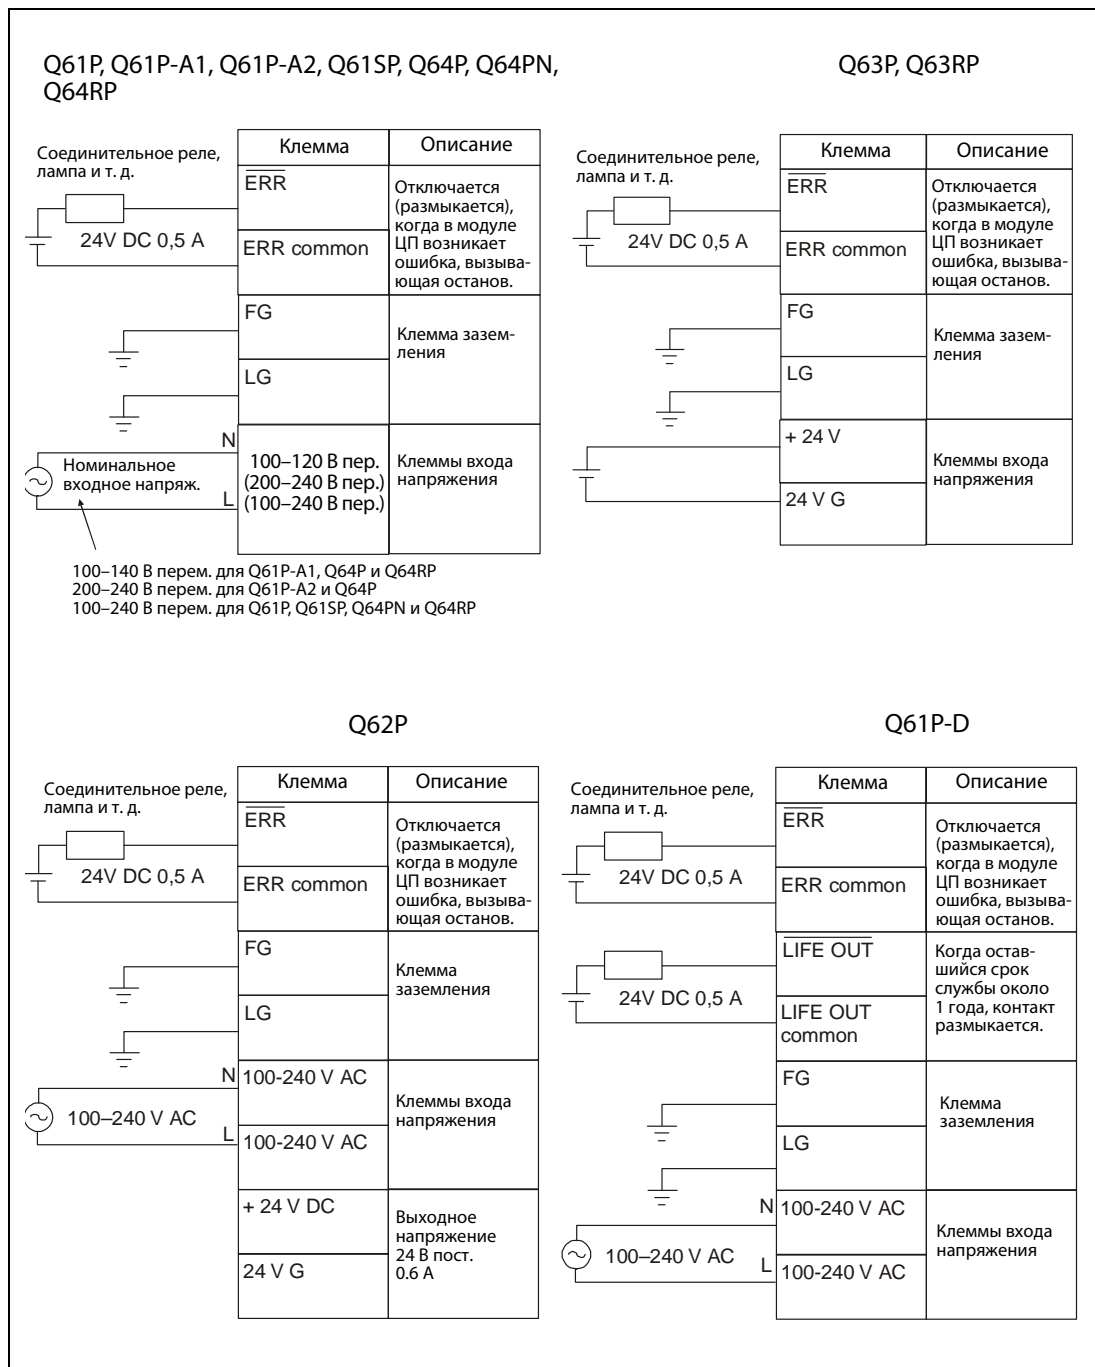 Q61P, Q61P-A1, Q61P-A2, Q61SP, Q64P, Q64PN,
Q64RP
Соединительное реле,
лампа и т. д.
Клемма
Описание
ERR
24V DC 0,5 A
ERR common
Отключается
(размыкается),
когда в модуле
ЦП возникает
ошибка, вызыва-
ющая останов.
FG
LG
Клемма зазем-
ления
N
Номинальное
входное напряж.
L
100–120 В пер.
(200–240 В пер.)
(100–240 В пер.)
Клеммы входа
напряжения
100–140 В перем. для Q61P-A1, Q64P и Q64RP
200–240 В перем. для Q61P-A2 и Q64P
100–240 В перем. для Q61P, Q61SP, Q64PN и Q64RP
Q63P, Q63RP
Соединительное реле,
лампа и т. д.
Клемма
Описание
ERR
24V DC 0,5 A
ERR common
Отключается
(размыкается),
когда в модуле
ЦП возникает
ошибка, вызыва-
ющая останов.
FG
LG
Клемма зазем-
ления
+ 24 V
24 V G
Клеммы входа
напряжения
Q62P
Соединительное реле,
лампа и т. д.
Клемма
Описание
ERR
24V DC 0,5 A
ERR common
Отключается
(размыкается),
когда в модуле
ЦП возникает
ошибка, вызыва-
ющая останов.
FG
LG
Клемма
заземления
N
100–240 V AC
L
100-240 V AC
100-240 V AC
Клеммы входа
напряжения
+ 24 V DC
24 V G
Выходное
напряжение
24 В пост.
0.6 A
Q61P-D
Соединительное реле,
лампа и т. д.
Клемма
Описание
ERR
24V DC 0,5 A
ERR common
Отключается
(размыкается),
когда в модуле
ЦП возникает
ошибка, вызыва-
ющая останов.
LIFE OUT
24V DC 0,5 A
LIFE OUT
common
Когда остав-
шийся срок
службы около
1 года, контакт
размыкается.
FG
LG
Клемма
заземления
N
100–240 V AC
L
100-240 V AC
100-240 V AC
Клеммы входа
напряжения